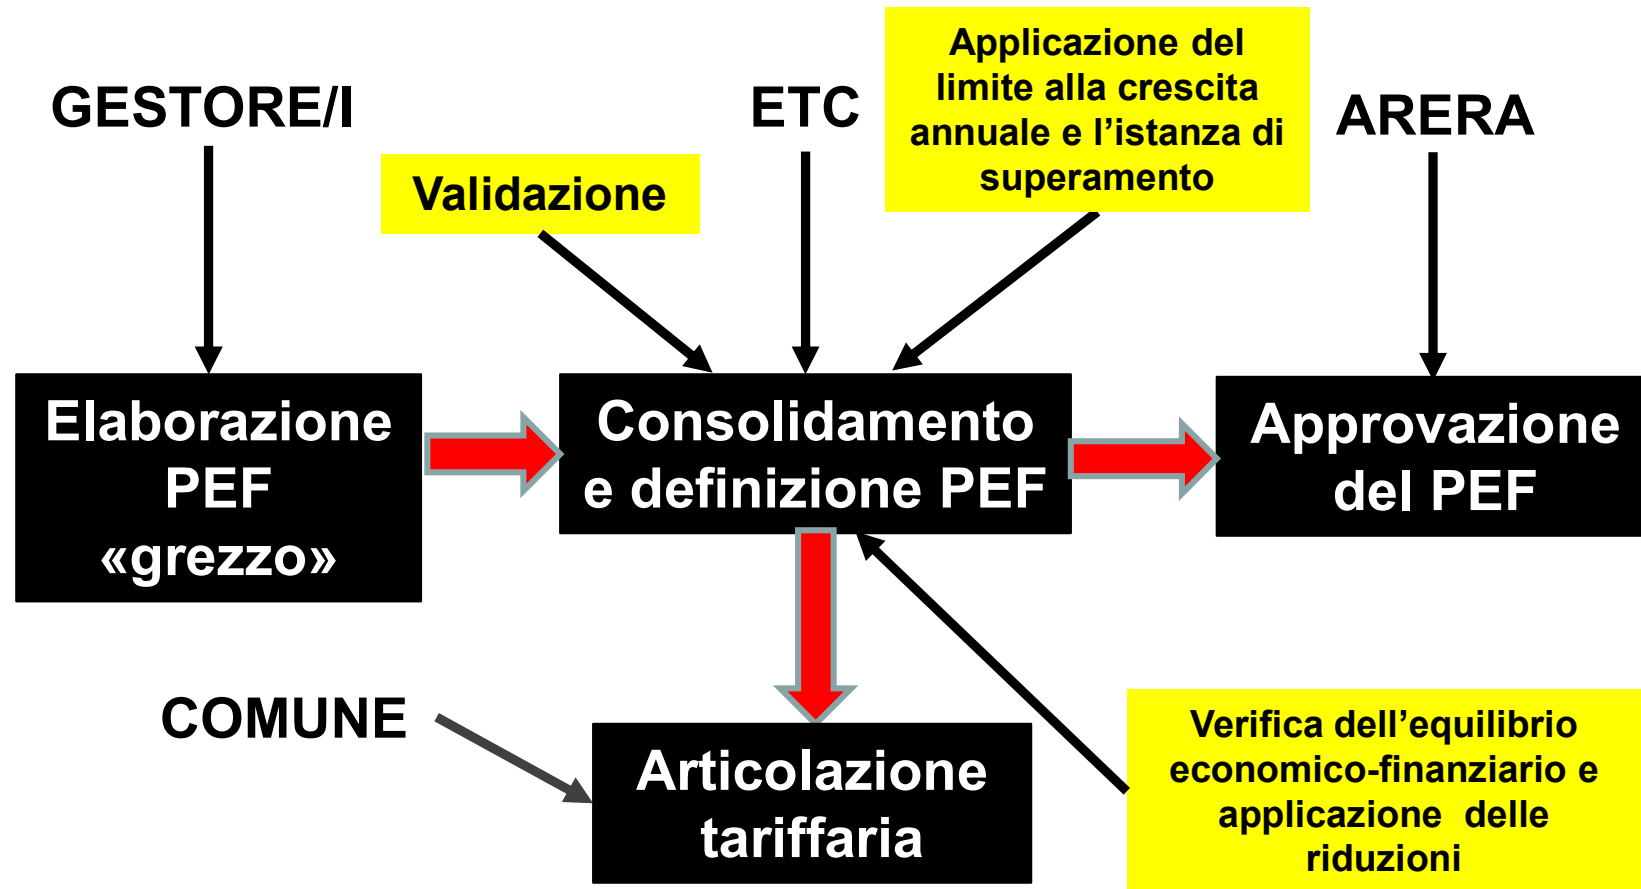 GESTORE/I
ETC
Applicazione del
limite alla crescita
annuale e l’istanza di
superamento
ARERA
Validazione
Elaborazione
PEF
«grezzo»
Consolidamento
e definizione PEF
Approvazione
del PEF
COMUNE
Articolazione
tariffaria
Verifica dell’equilibrio
economico-finanziario e
applicazione  delle
riduzioni